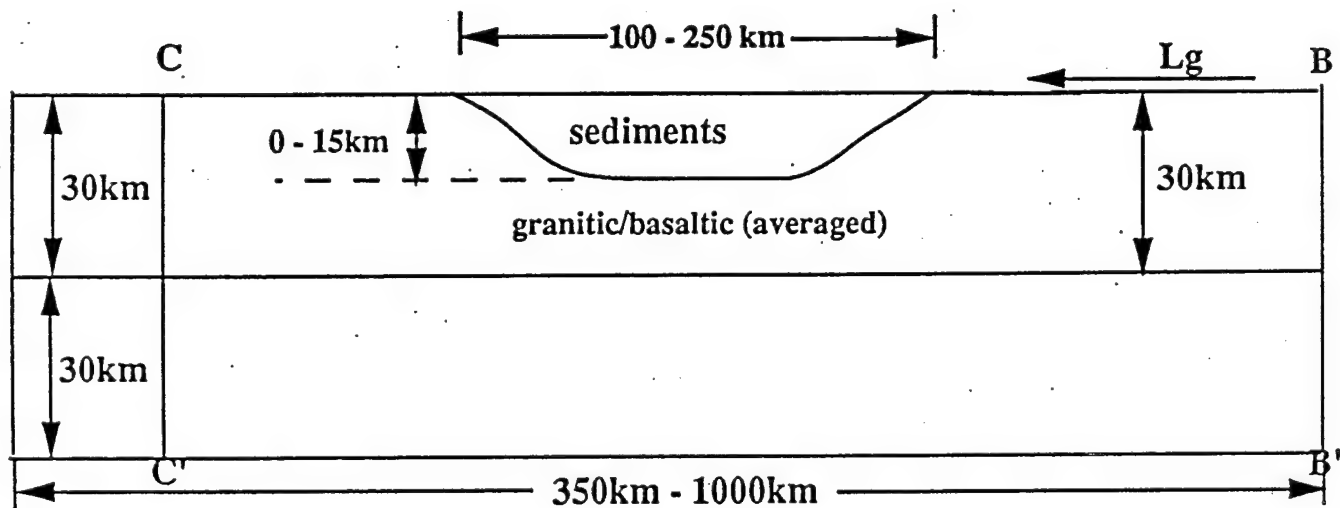 100 - 250 km
C
Lg
B
0 - 15km
sediments
30km
30km
granitic/basaltic (averaged)
30km
C'
B'
350km - 1000km